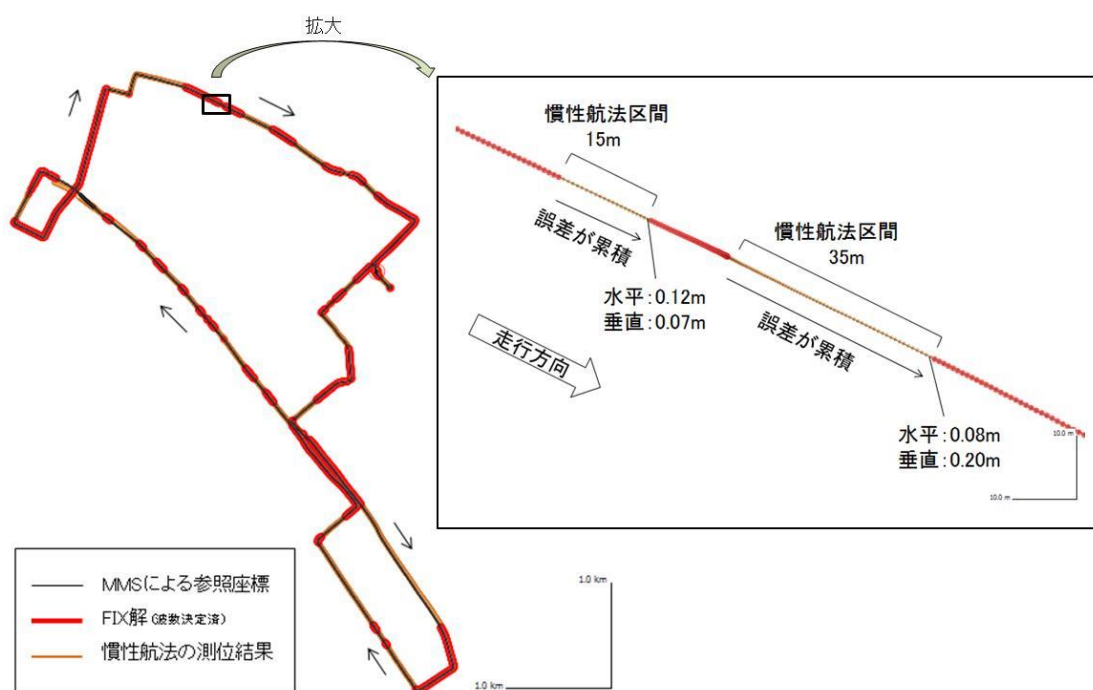 拡大
慣性航法区間
15m
誤差が累積
水平:0.12m
垂直:0.07m
慣性航法区間
35m
誤差が累積
走行方向
水平:0.08m
垂直:0.20m
10.0 m
10.0 m
MMSによる参照座標
FIX解(波数決定済)
慣性航法の測位結果
1.0 km
1.0 km